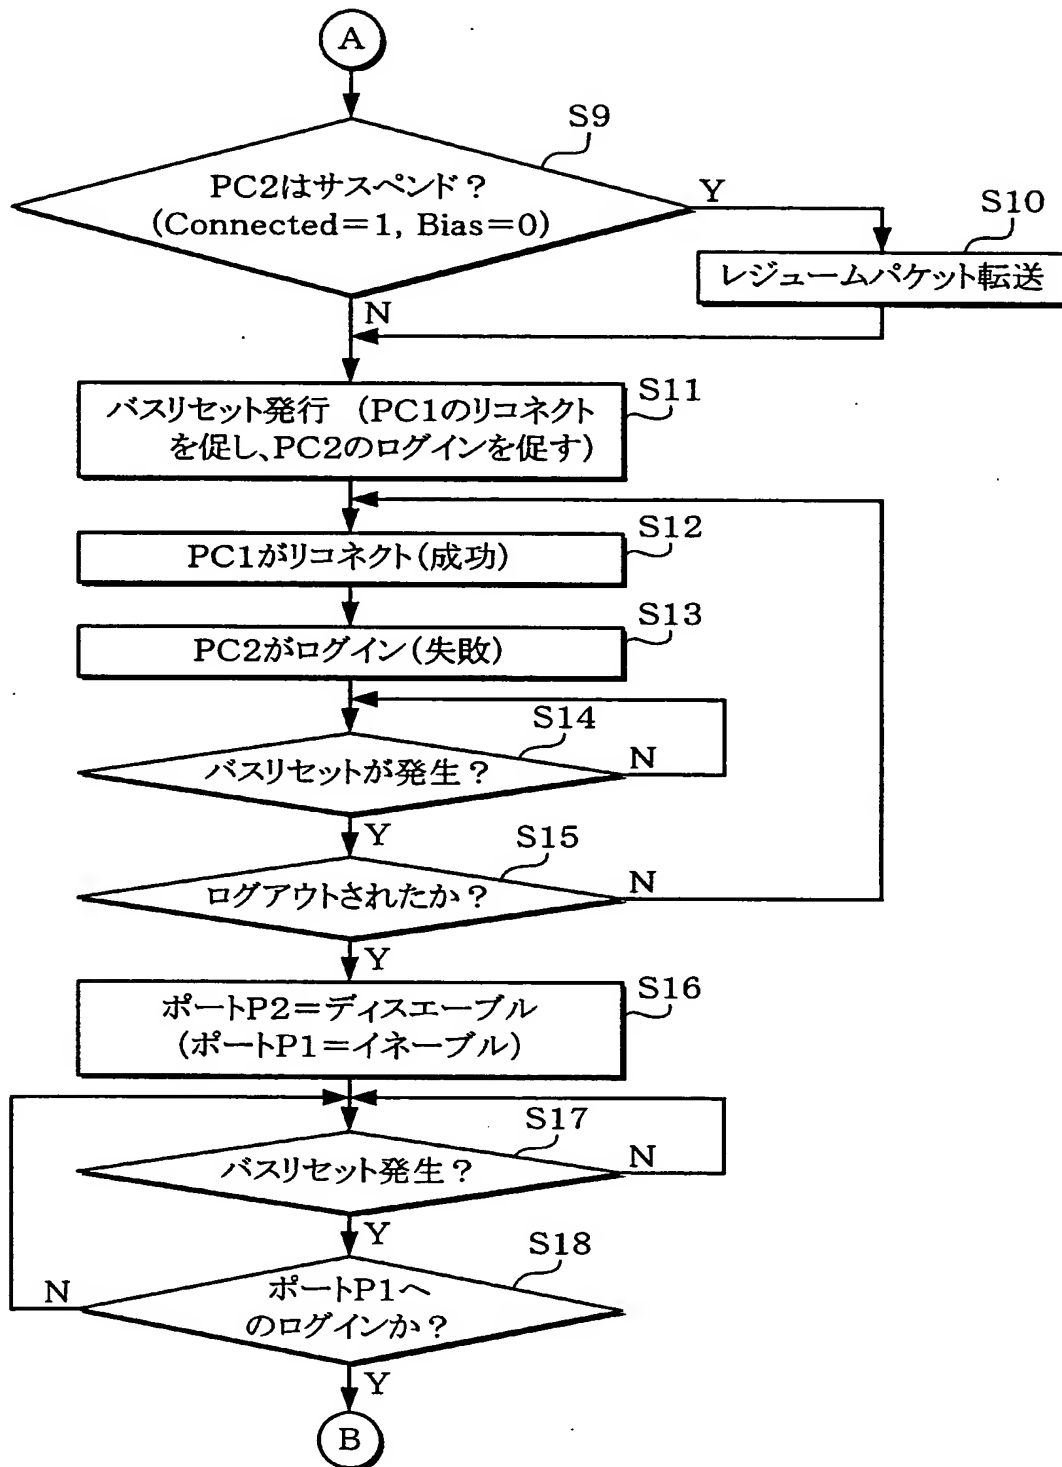 A
S9
PC2はサスペンド?
(Connected=1, Bias=0)
Y
S10
レジュームパケット転送
N
S11
バスリセット発行 (PC1のリコネクト
を促し、PC2のログインを促す)
S12
PC1がリコネクト(成功)
S13
PC2がログイン(失敗)
S14
バスリセットが発生?
N
Y
S15
ログアウトされたか?
N
Y
S16
ポートP2=ディスエーブル
(ポートP1=イネーブル)
S17
バスリセット発生?
N
Y
S18
ポートP1へ
のログインか?
N
Y
B